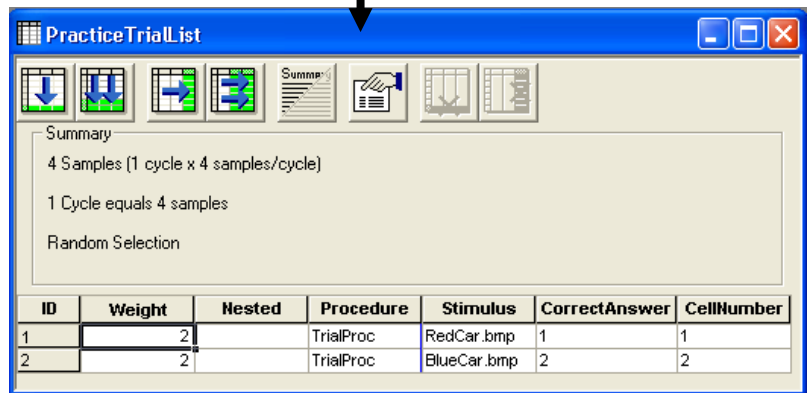 PracticeTrialList
Summary
Summary
4 Samples (1 cycle x 4 samples/cycle)
1 Cycle equals 4 samples
Random Selection
ID Weight Nested Procedure Stimulus CorrectAnswer CellNumber
1 2 TrialProc RedCar.bmp 1 1
2 2 TrialProc BlueCar.bmp 2 2